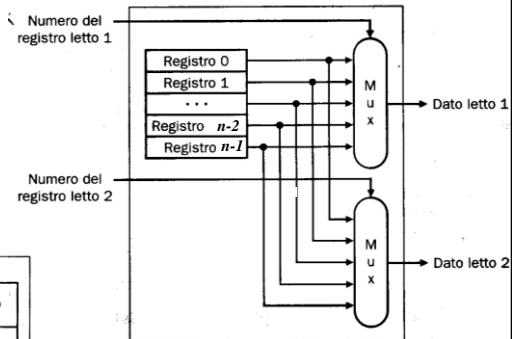 Numero del
registro letto 1
Registro 0
Registro 1
...
Registro n-2
Registro n-1
M
u
x
Dato letto 1
Numero del
registro letto 2
M
u
x
Dato letto 2